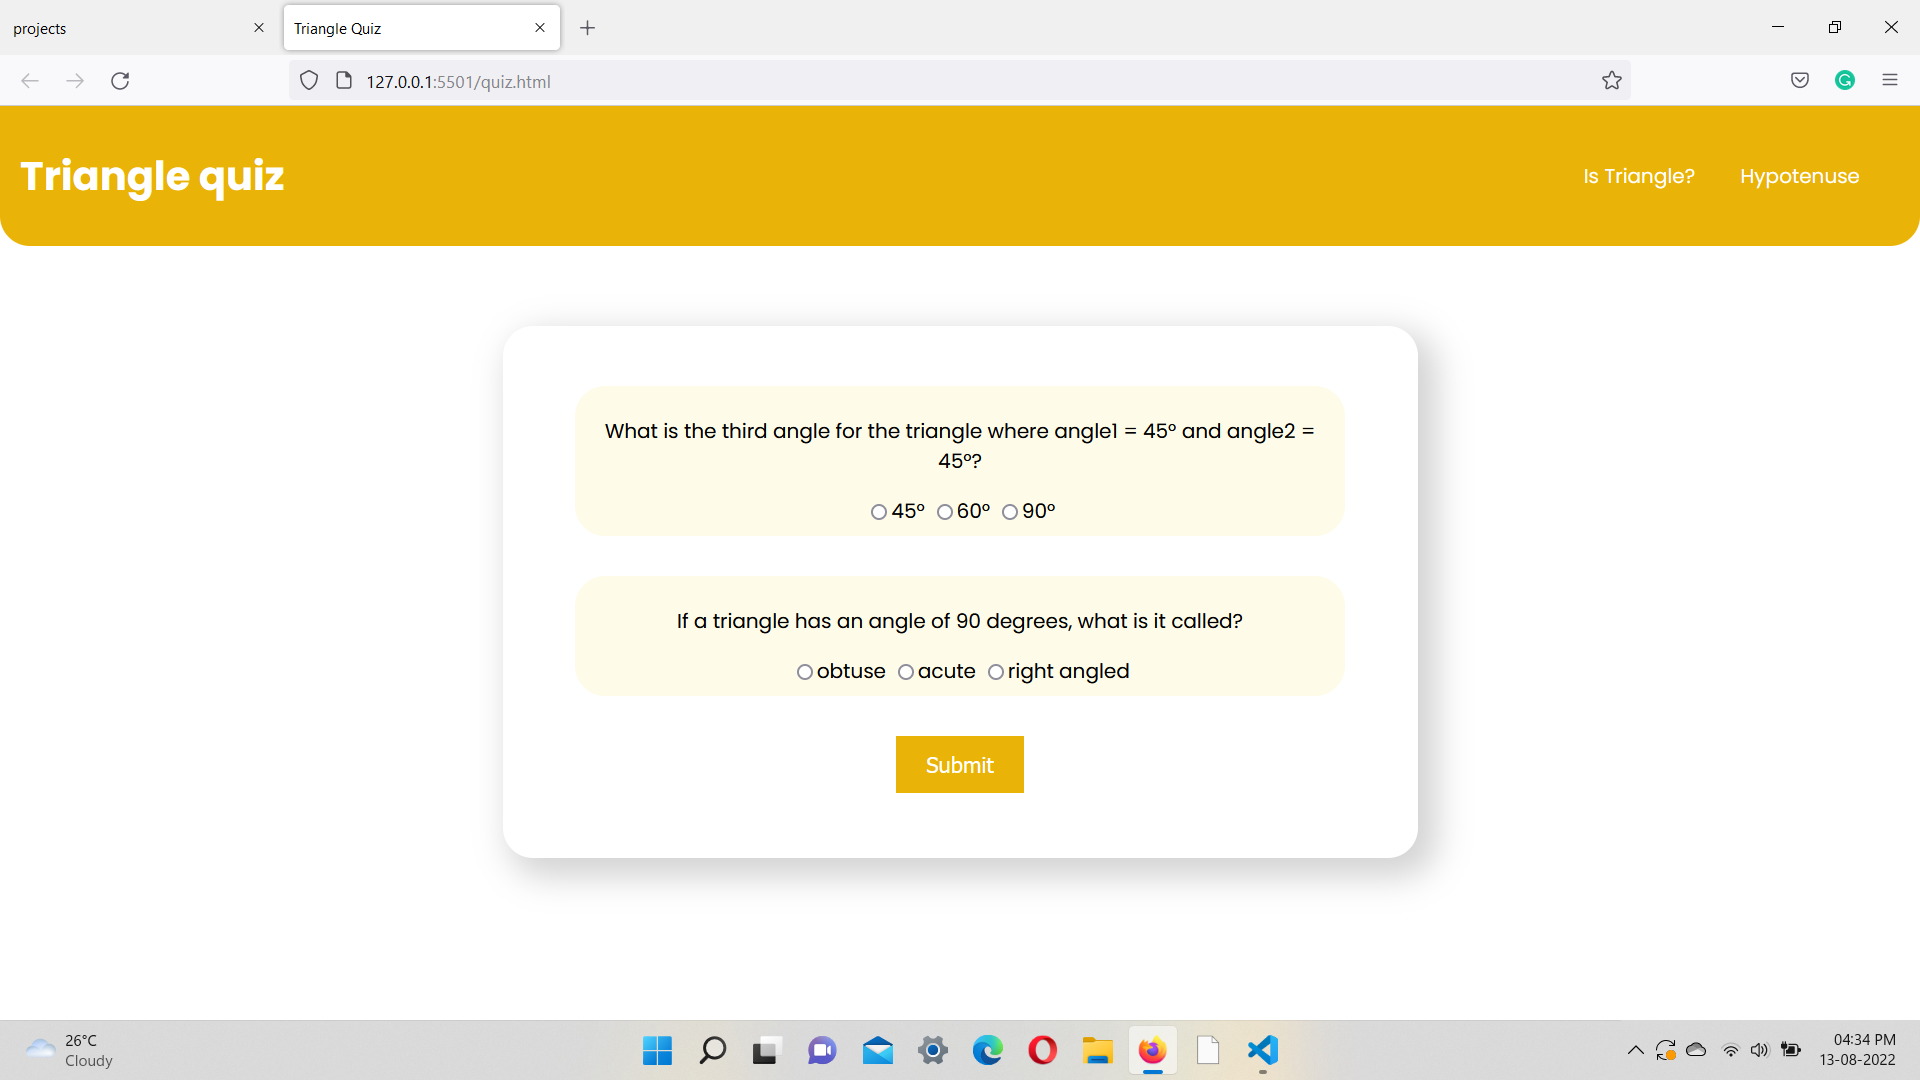 projects
Triangle Quiz
127.0.0.1:5501/quiz.html
Triangle quiz
Is Triangle?
Hypotenuse
What is the third angle for the triangle where angle1 = 45° and angle2 =
45°?
45° 60° 90°
If a triangle has an angle of 90 degrees, what is it called?
obtuse acute right angled
Submit
26°C
Cloudy
04:34 PM
13-08-2022